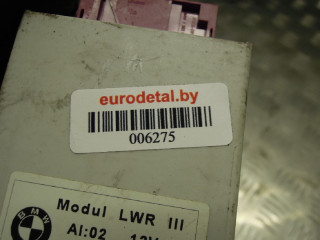 eurodetal.by
006275
Modul LWR III
BMW
AI:02 12V